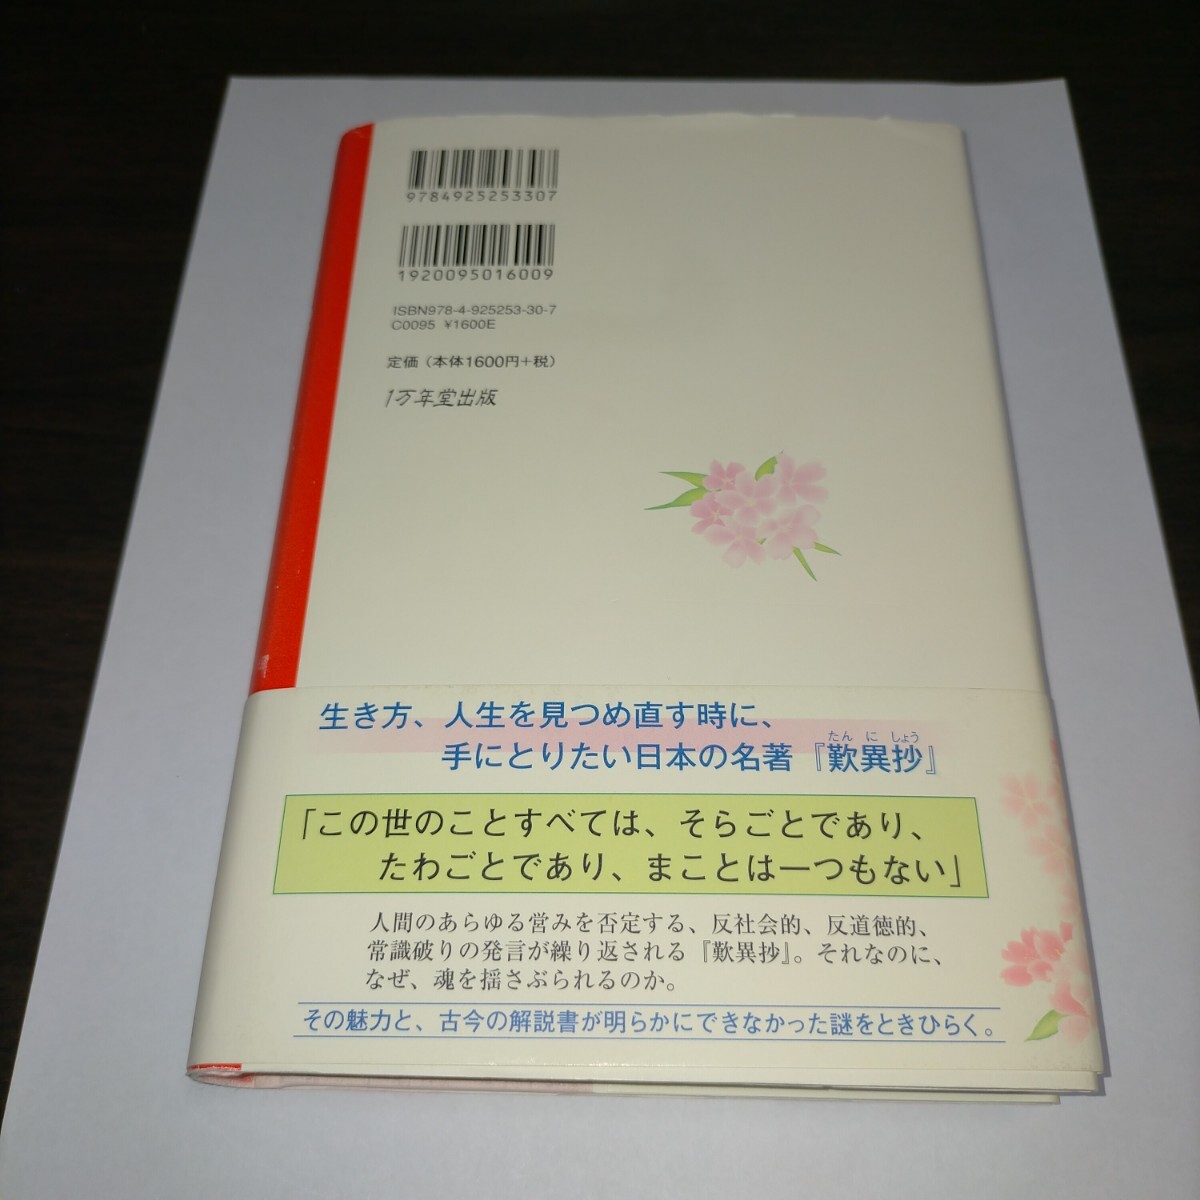 9784925253307
1920095016009
ISBN978-4-925253-30-7
C0095 ¥1600E
定価（本体1600円+税）
1万年堂出版
生き方、人生を見つめ直す時に、
手にとりたい日本の名著『歎異抄』
たん に しょう
「この世のことすべては、そらごとであり、
たわごとであり、まことは一つもない」
人間のあらゆる営みを否定する、反社会的、反道徳的、
常識破りの発言が繰り返される『歎異抄』。それなのに、
なぜ、魂を揺さぶられるのか。
その魅力と、古今の解説書が明らかにできなかった謎をときひらく。